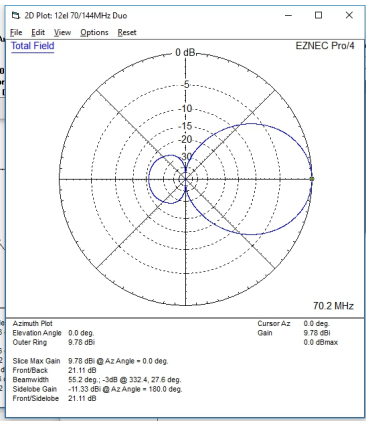 2D Plot: 12el 70/144MHz Duo
File Edit View Options Reset
Total Field
EZNEC Pro/4
0 dB
-5
-10
-15
-20
-30
70.2 MHz
Azimuth Plot
Elevation Angle 0.0 deg.
Outer Ring 9.78 dBi
Cursor Az 0.0 deg.
Gain 9.78 dBi
0.0 dBmax
Slice Max Gain 9.78 dBi @ Az Angle = 0.0 deg.
Front/Back 21.11 dB
Beamwidth 55.2 deg.; -3dB @ 332.4, 27.6 deg.
Sidelobe Gain -11.33 dBi @ Az Angle = 180.0 deg.
Front/Sidelobe 21.11 dB